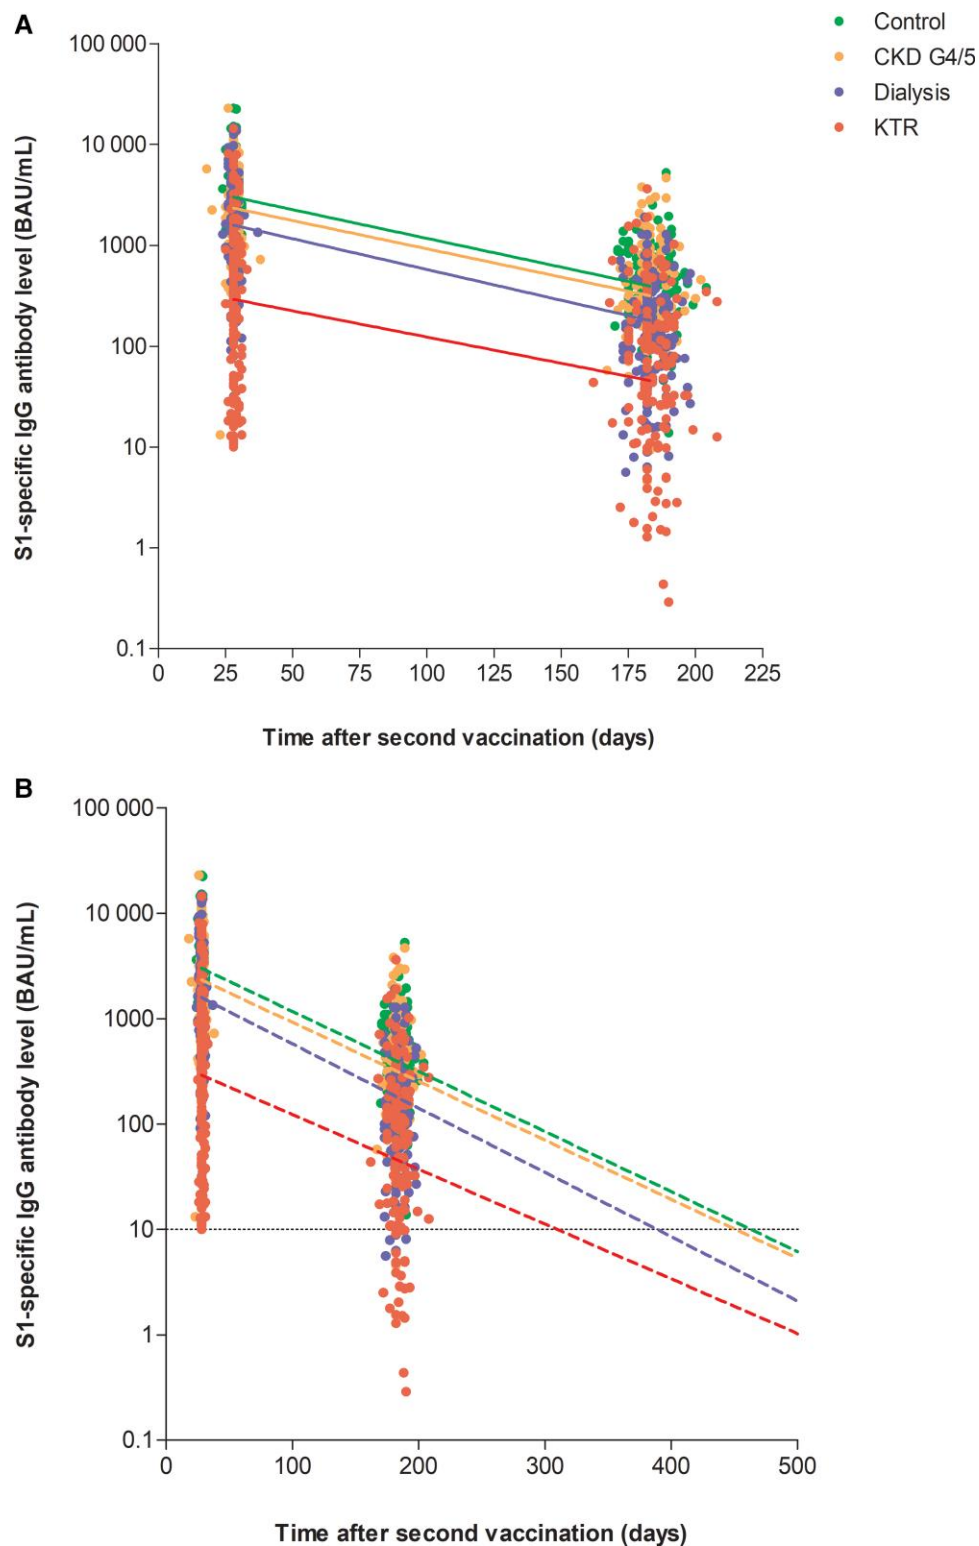 A
Control
CKD G4/5
Dialysis
KTR
100 000
10 000
1000
100
10
1
0.1
S1-specific IgG antibody level (BAU/mL)
0 25 50 75 100 125 150 175 200 225
Time after second vaccination (days)
B
100 000
10 000
1000
100
10
1
0.1
S1-specific IgG antibody level (BAU/mL)
0 100 200 300 400 500
Time after second vaccination (days)